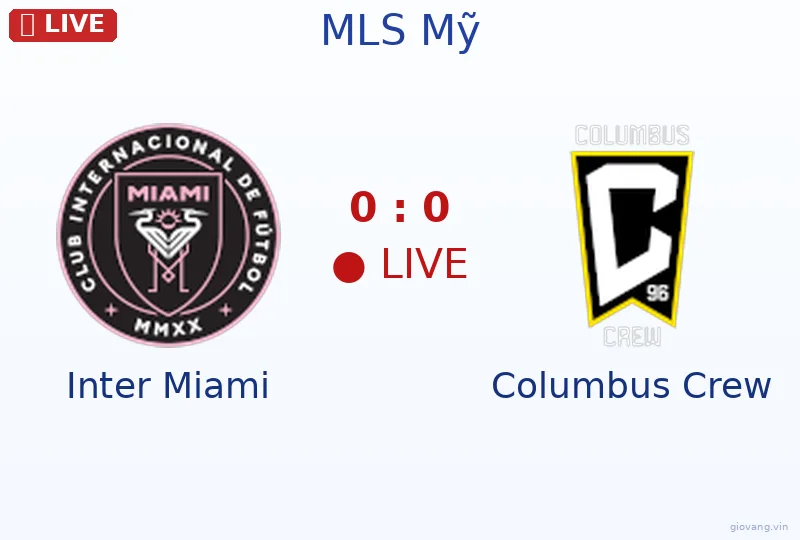 LIVE
MLS Mỹ
CLUB INTERNACIONAL DE FÚTBOL
MIAMI
MMXX
0 : 0
● LIVE
COLUMBUS
96
CREW
Inter Miami
Columbus Crew
giovang.vin